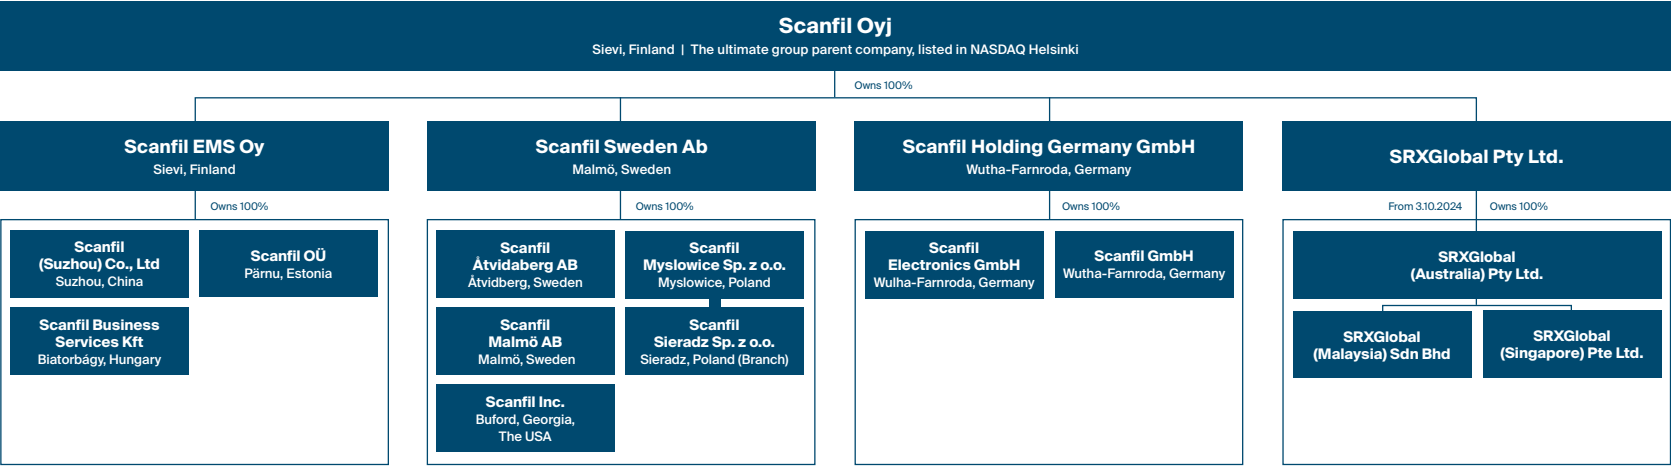 Scanfil Oyj
Sievi, Finland | The ultimate group parent company, listed in NASDAQ Helsinki
Owns 100%
Scanfil EMS Oy
Sievi, Finland
Owns 100%
Scanfil
(Suzhou) Co., Ltd
Suzhou, China
Scanfil OÜ
Pärnu, Estonia
Scanfil Business
Services Kft
Biatorbágy, Hungary
Scanfil Sweden Ab
Malmö, Sweden
Owns 100%
Scanfil
Åtvidaberg AB
Åtvidberg, Sweden
Scanfil
Myslowice Sp. z o.o.
Myslowice, Poland
Scanfil
Malmö AB
Malmö, Sweden
Scanfil
Sieradz Sp. z o.o.
Sieradz, Poland (Branch)
Scanfil Inc.
Buford, Georgia,
The USA
Scanfil Holding Germany GmbH
Wutha-Farnroda, Germany
Owns 100%
Scanfil
Electronics GmbH
Wulha-Farnroda, Germany
Scanfil GmbH
Wutha-Farnroda, Germany
SRXGlobal Pty Ltd.
From 3.10.2024
Owns 100%
SRXGlobal
(Australia) Pty Ltd.
SRXGlobal
(Malaysia) Sdn Bhd
SRXGlobal
(Singapore) Pte Ltd.